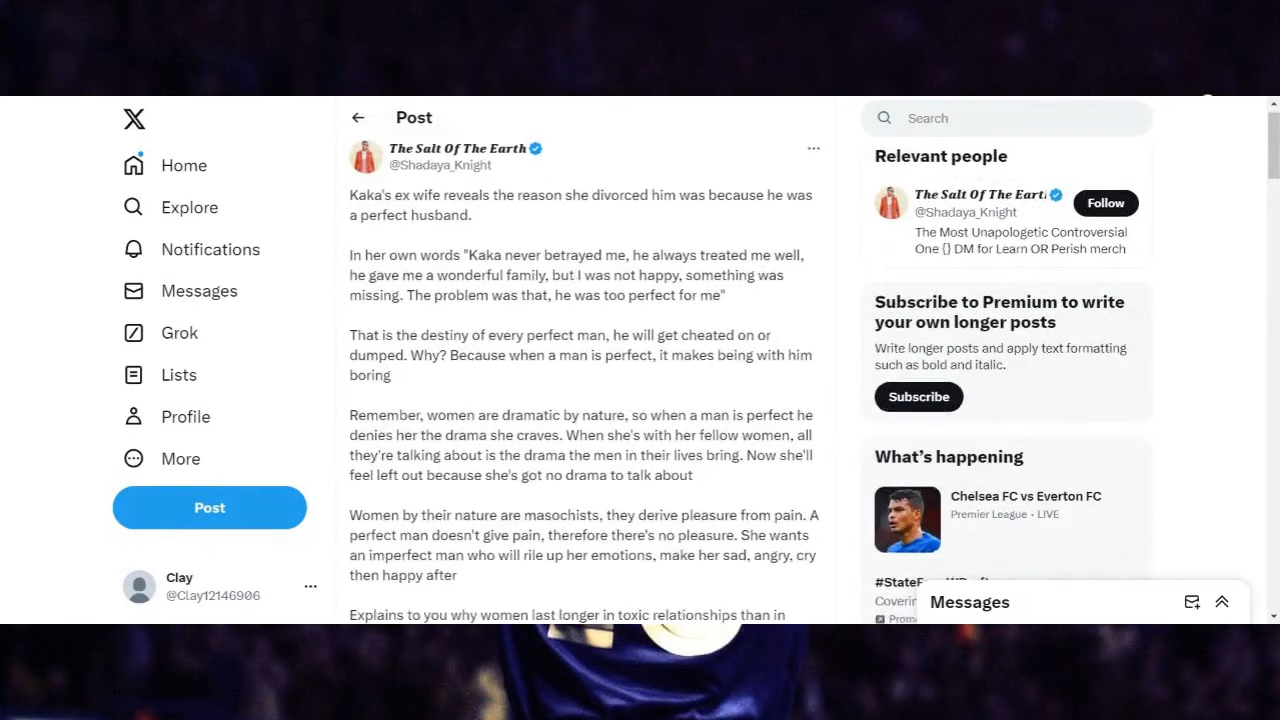 Post
Search
The Salt Of The Earth
@Shadaya_Knight
Kaka's ex wife reveals the reason she divorced him was because he was
a perfect husband.
In her own words "Kaka never betrayed me, he always treated me well,
he gave me a wonderful family, but I was not happy, something was
missing. The problem was that, he was too perfect for me"
That is the destiny of every perfect man, he will get cheated on or
dumped. Why? Because when a man is perfect, it makes being with him
boring
Remember, women are dramatic by nature, so when a man is perfect he
denies her the drama she craves. When she's with her fellow women, all
they're talking about is the drama the men in their lives bring. Now she'll
feel left out because she's got no drama to talk about
Women by their nature are masochists, they derive pleasure from pain. A
perfect man doesn't give pain, therefore there's no pleasure. She wants
an imperfect man who will rile up her emotions, make her sad, angry, cry
then happy after
Explains to you why women last longer in toxic relationships than in
Home
Explore
Notifications
Messages
Grok
Lists
Profile
More
Post
Clay
@Clay12146906
Relevant people
The Salt Of The Eart
@Shadaya_Knight
Follow
The Most Unapologetic Controversial
One {} DM for Learn OR Perish merch
Subscribe to Premium to write
your own longer posts
Write longer posts and apply text formatting
such as bold and italic.
Subscribe
What's happening
Chelsea FC vs Everton FC
Premier League · LIVE
Messages